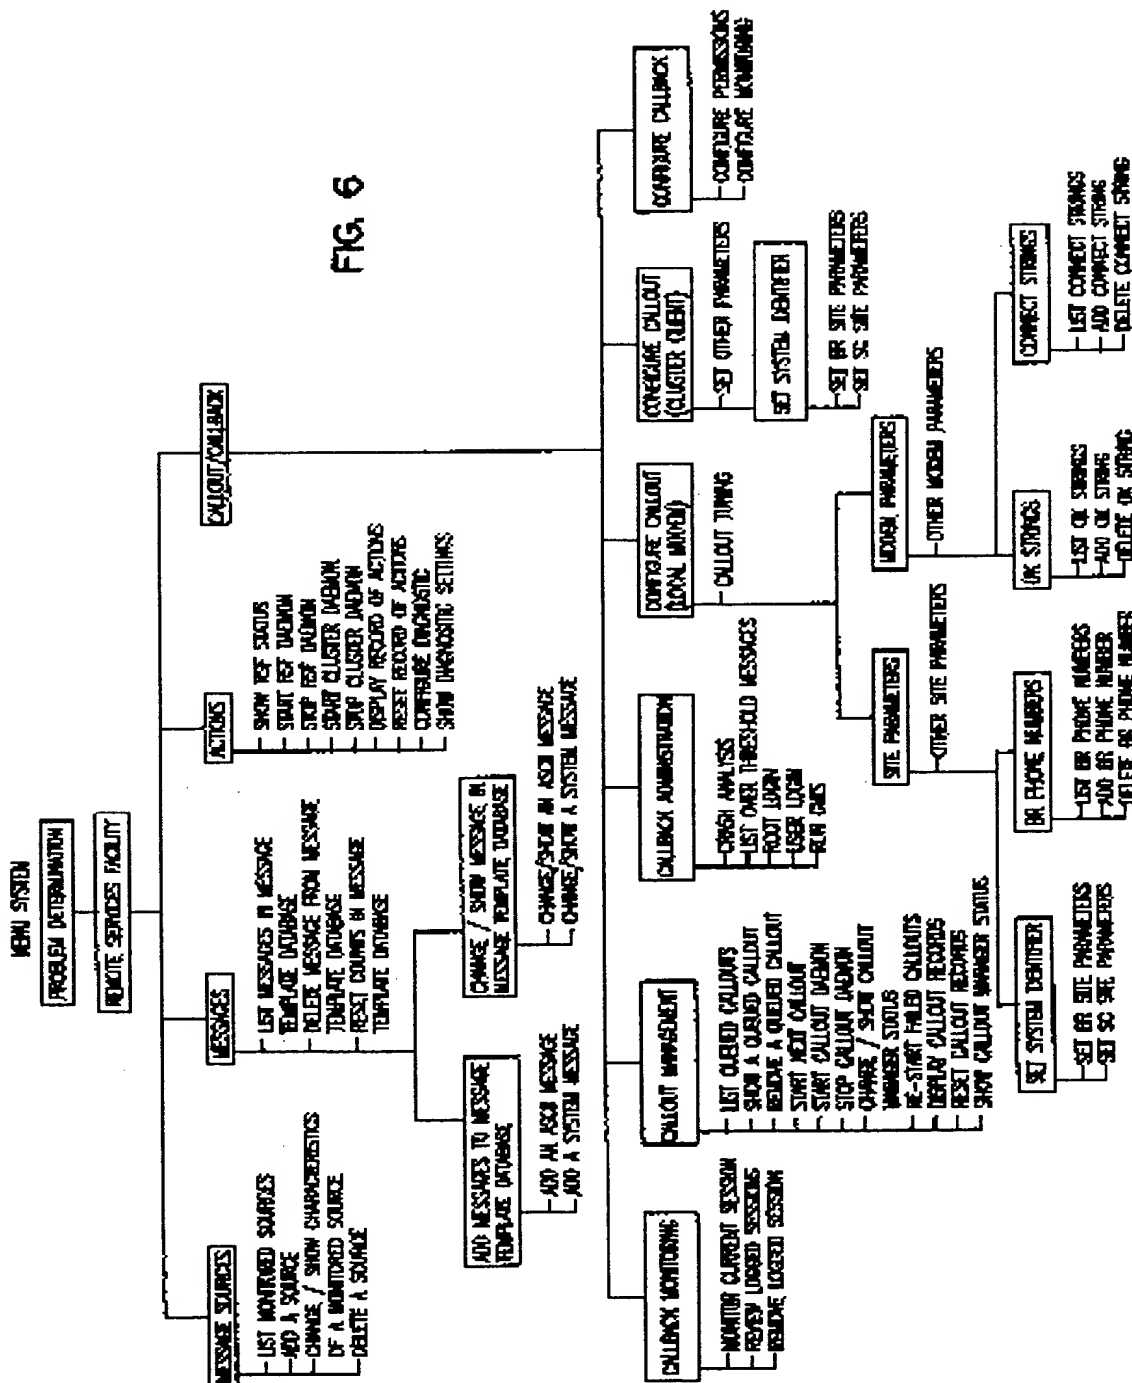 MENU SYSTEM
PROBLEM DETERMINATION
REMOTE SERVICES FACILITY
MESSAGE SOURCES
LIST MONITORED SOURCES
ADD A SOURCE
CHANGE / SHOW CHARACTERISTICS
OF A MONITORED SOURCE
DELETE A SOURCE
MESSAGES
LIST MESSAGES IN MESSAGE
TEMPLATE DATABASE
DELETE MESSAGE FROM MESSAGE
TEMPLATE DATABASE
RESET COUNTS IN MESSAGE
TEMPLATE DATABASE
ADD MESSAGES TO MESSAGE
TEMPLATE DATABASE
ADD AN ASCII MESSAGE
ADD A SYSTEM MESSAGE
CHANGE / SHOW MESSAGE IN
MESSAGE TEMPLATE DATABASE
CHANGE/SHOW AN ASCII MESSAGE
CHANGE/SHOW A SYSTEM MESSAGE
ACTIONS
SHOW RSF STATUS
START RSF DAEMON
STOP RSF DAEMON
START CLUSTER DAEMON
STOP CLUSTER DAEMON
DISPLAY RECORD OF ACTIONS
RESET RECORD OF ACTIONS
CONFIGURE DIAGNOSTIC
SHOW DIAGNOSTIC SETTINGS
CALLOUT/CALLBACK
FIG. 6
CALLBACK MONITORING
MONITOR CURRENT SESSION
REVIEW LOGGED SESSIONS
REMOVE LOGGED SESSION
CALLOUT MANAGEMENT
LIST QUEUED CALLOUTS
SHOW A QUEUED CALLOUT
REMOVE A QUEUED CALLOUT
START NEXT CALLOUT
START CALLOUT DAEMON
STOP CALLOUT DAEMON
CHANGE / SHOW CALLOUT
MANAGER STATUS
RE-START FAILED CALLOUTS
DISPLAY CALLOUT RECORDS
RESET CALLOUT RECORDS
SHOW CALLOUT MANAGER STATUS
CALLBACK ADMINISTRATION
CRASH ANALYSIS
LIST OVER THRESHOLD MESSAGES
ROOT LOGIN
USER LOGIN
RUN
CONFIGURE CALLOUT
(LOCAL MODEM)
CALLOUT TUNING
SITE PARAMETERS
OTHER SITE PARAMETERS
SET SYSTEM IDENTIFIER
SET BR SITE PARAMETERS
SET SC SITE PARAMETERS
BR PHONE NUMBERS
LIST BR PHONE NUMBERS
ADD BR PHONE NUMBER
DELETE BR PHONE NUMBER
MODEM PARAMETERS
OTHER MODEM PARAMETERS
OK STRINGS
LIST OK STRINGS
ADD OK STRING
DELETE OK STRING
CONNECT STRINGS
LIST CONNECT STRINGS
ADD CONNECT STRING
DELETE CONNECT STRING
CONFIGURE CALLOUT
(CLUSTER CLIENT)
SET OTHER PARAMETERS
SET SYSTEM IDENTIFIER
SET BR SITE PARAMETERS
SET SC SITE PARAMETERS
CONFIGURE CALLBACK
CONFIGURE PERMISSIONS
CONFIGURE MONITORING